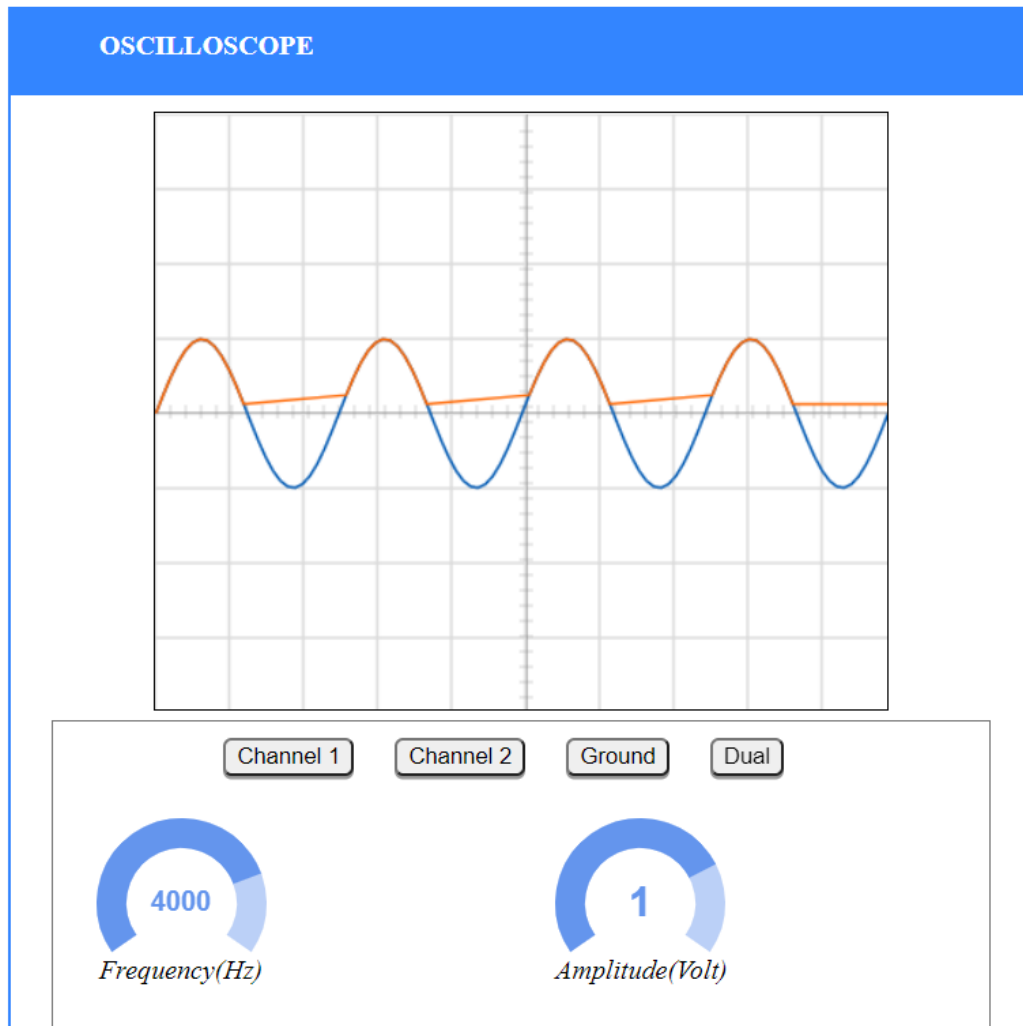 OSCILLOSCOPE
Channel 1 Channel 2 Ground Dual
4000 1
Frequency(Hz) Amplitude(Volt)